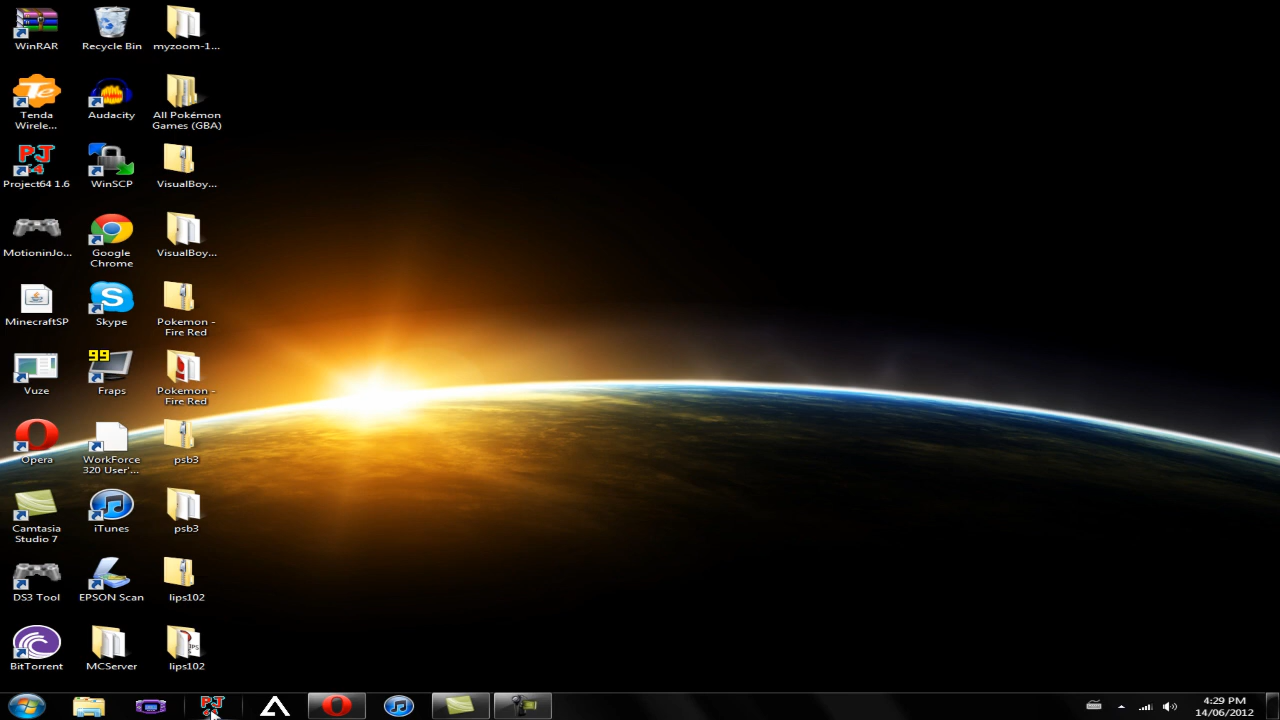 WinRAR
Recycle Bin
myzoom-1...
Tenda
Wirele...
Audacity
All Pokémon
Games (GBA)
Project64 1.6
WinSCP
VisualBoy...
MotioninJo...
Google
Chrome
VisualBoy...
MinecraftSP
Skype
Pokemon -
Fire Red
Vuze
99
Fraps
Pokemon -
Fire Red
Opera
WorkForce
320 User'...
psb3
Camtasia
Studio 7
iTunes
psb3
DS3 Tool
EPSON Scan
lips102
BitTorrent
MCServer
lips102
4:29 PM
14/06/2012